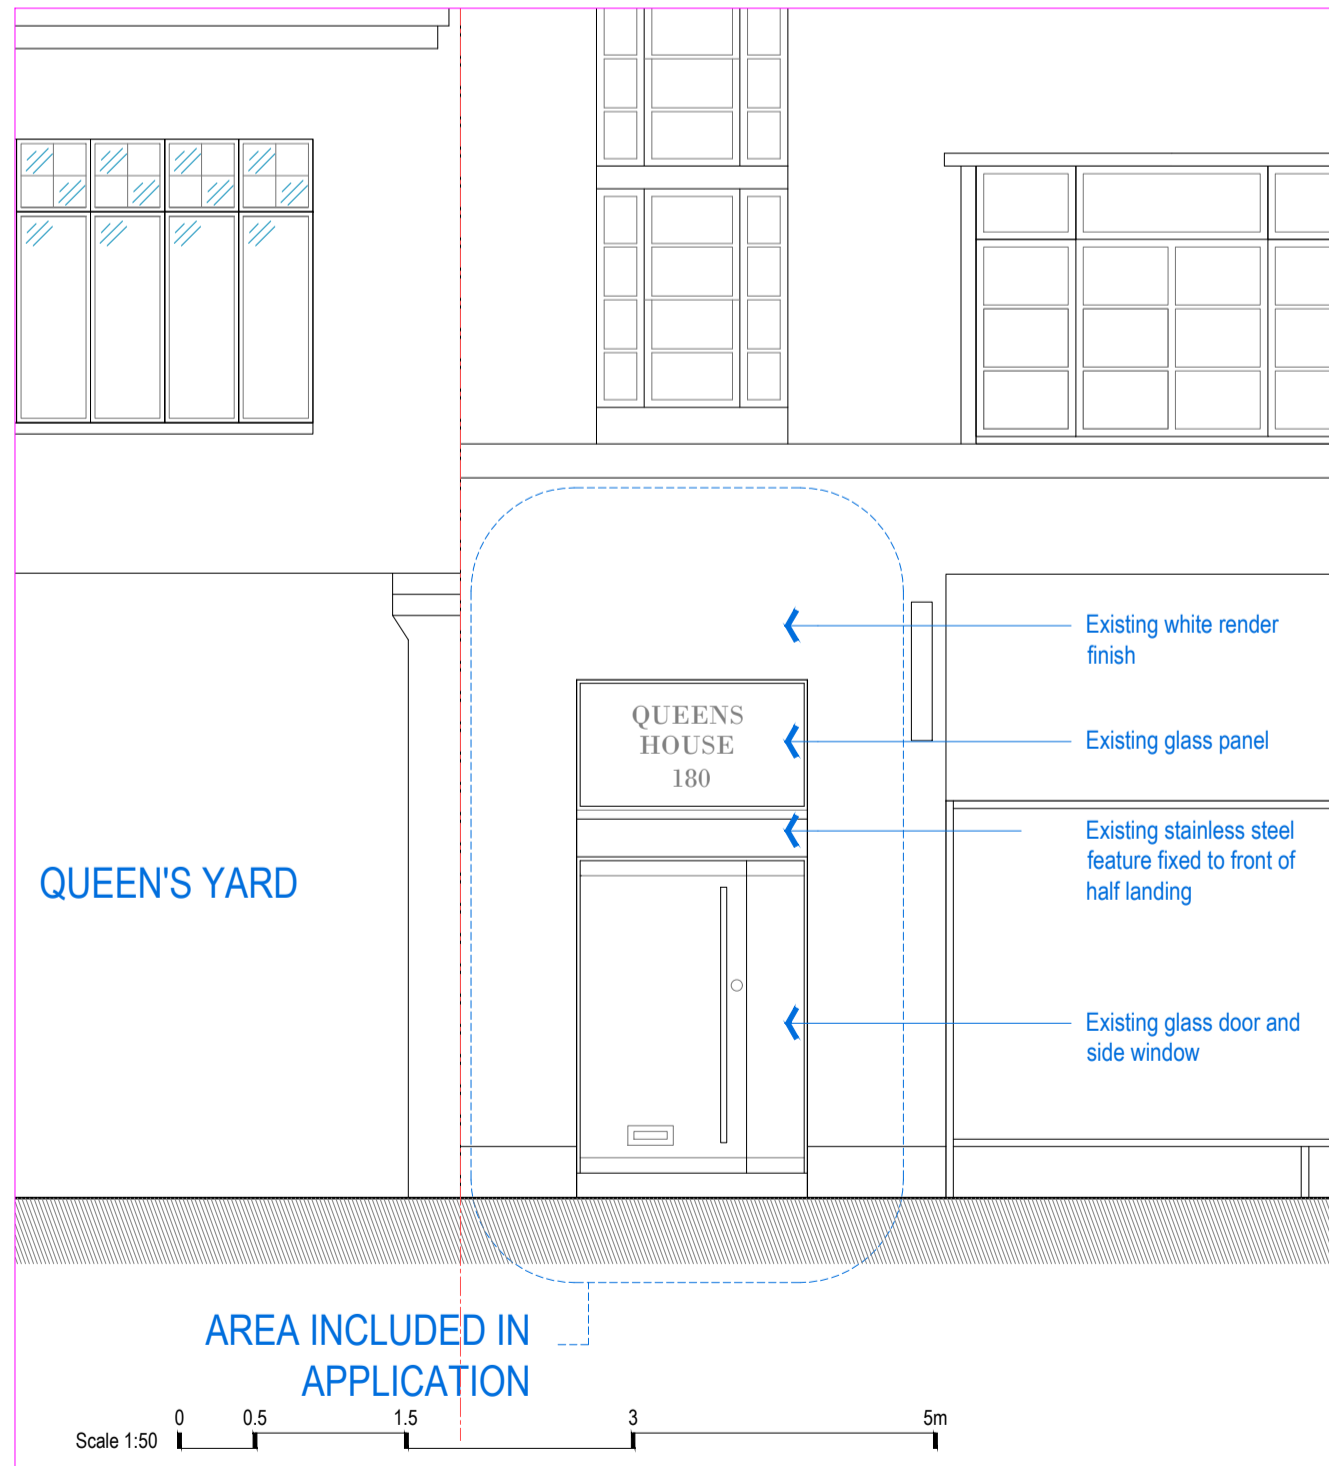 Existing white render
finish
QUEENS
HOUSE
180
Existing glass panel
Existing stainless steel
feature fixed to front of
half landing
QUEEN'S YARD
Existing glass door and
side window
AREA INCLUDED IN
APPLICATION
0 0.5 1.5 3 5m
Scale 1:50